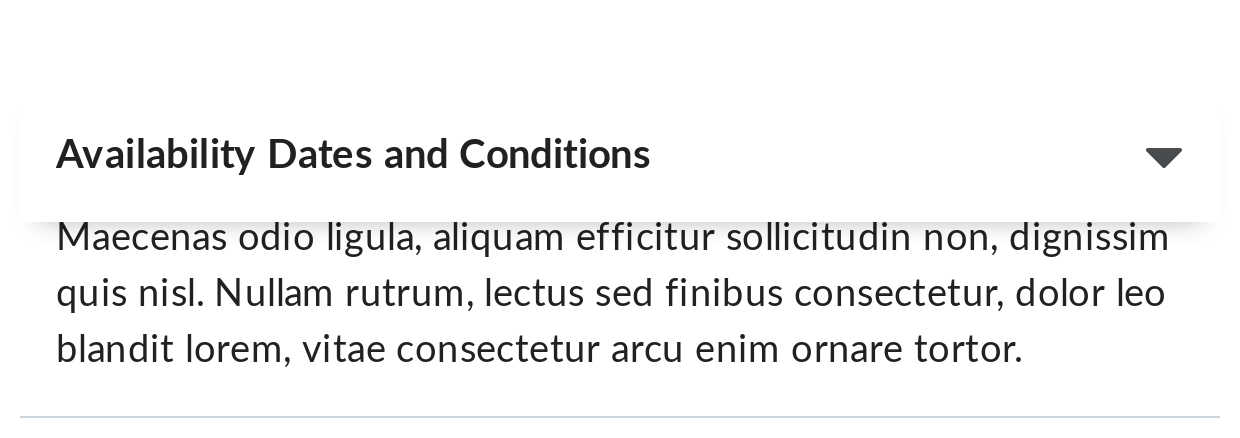 Availability Dates and Conditions
Maecenas odio ligula, aliquam efficitur sollicitudin non, dignissim
quis nisl. Nullam rutrum, lectus sed finibus consectetur, dolor leo
blandit lorem, vitae consectetur arcu enim ornare tortor.